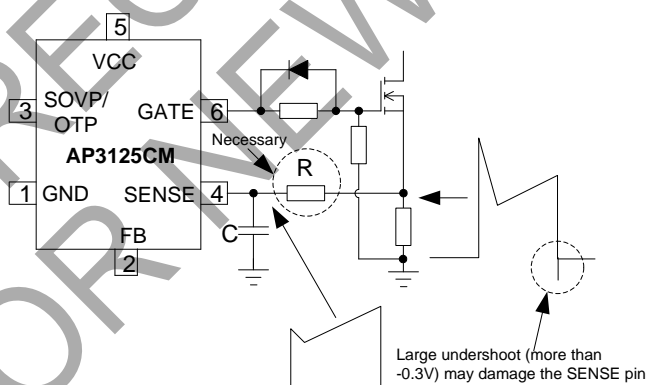 5
VCC
3 SOVP/
OTP
GATE 6
AP3125CM
Necessary
R
1 GND
SENSE 4
C
FB
2
Large undershoot (more than
-0.3V) may damage the SENSE pin